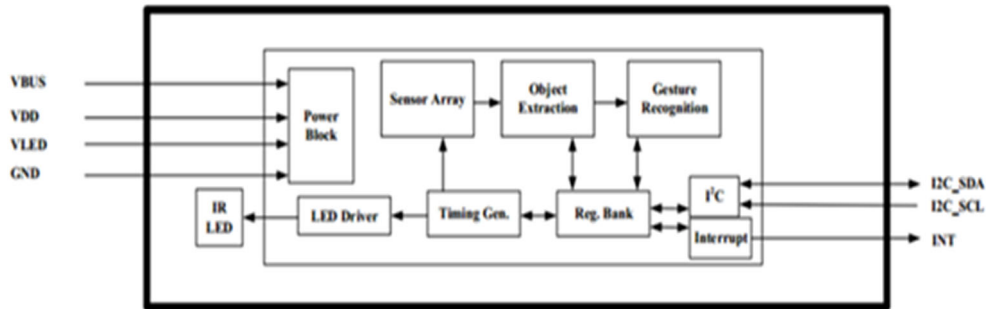 VBUS
VDD
VLED
GND
Power
Block
Sensor Array
Object
Extraction
Gesture
Recognition
IR
LED
LED Driver
Timing Gen.
Reg. Bank
I²C
Interrupt
I2C_SDA
I2C_SCL
INT